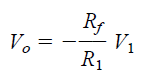 V_o = -\frac{R_f}{R_1} V_1